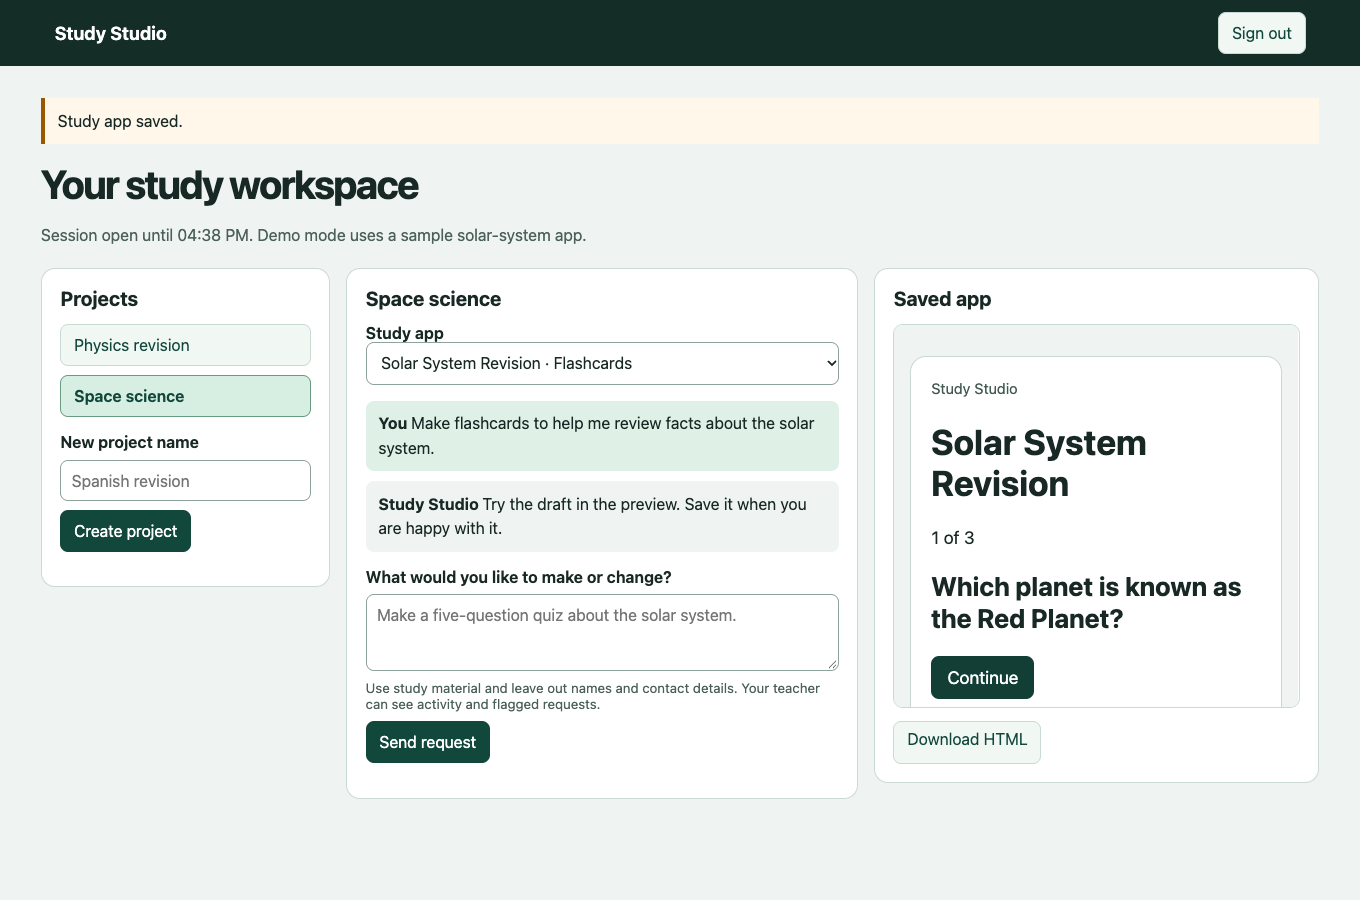 Study Studio
Sign out
Study app saved.
Your study workspace
Session open until 04:38 PM. Demo mode uses a sample solar-system app.
Projects
Physics revision
Space science
New project name
Spanish revision
Create project
Space science
Study app
Solar System Revision · Flashcards
You Make flashcards to help me review facts about the solar
system.
Study Studio Try the draft in the preview. Save it when you
are happy with it.
What would you like to make or change?
Make a five-question quiz about the solar system.
Use study material and leave out names and contact details. Your teacher
can see activity and flagged requests.
Send request
Saved app
Study Studio
Solar System
Revision
1 of 3
Which planet is known as
the Red Planet?
Continue
Download HTML